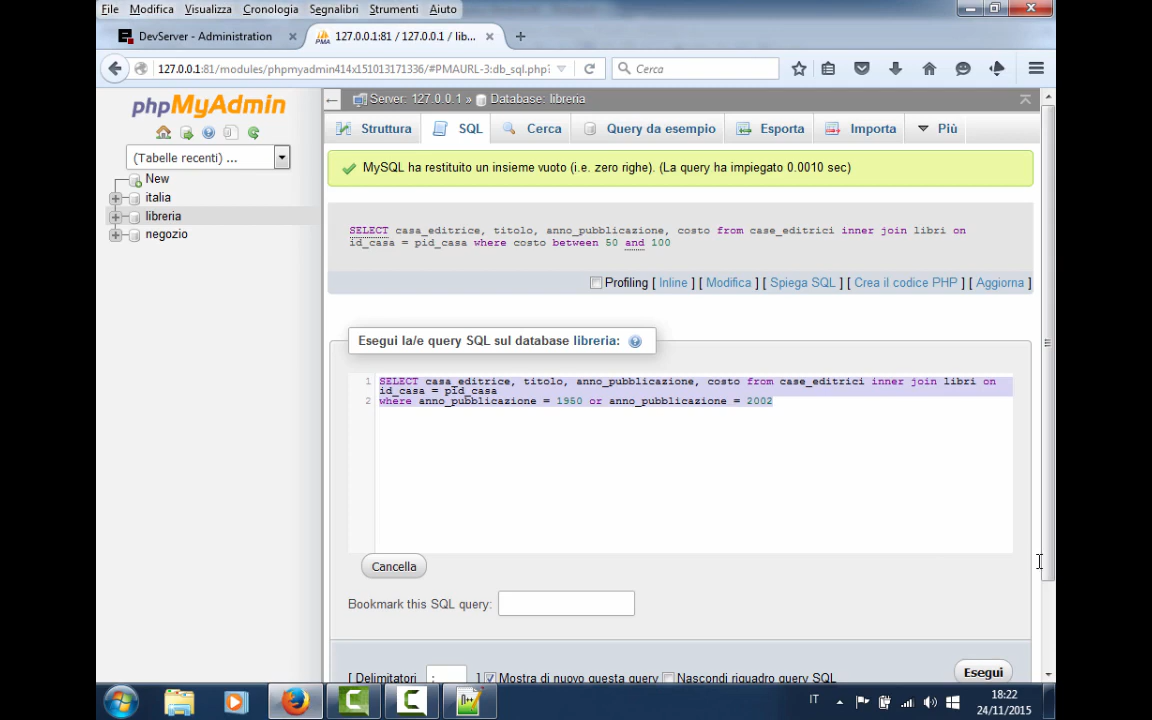 File Modifica Visualizza Cronologia Segnalibri Strumenti Aiuto
DevServer - Administration
127.0.0.1:81 / 127.0.0.1 / lib...
127.0.0.1:81/modules/phpmyadmin414x151013171336/#PMAURL-3:db_sql.php?
Cerca
phpMyAdmin
(Tabelle recenti) ...
New
italia
libreria
negozio
Server: 127.0.0.1 » Database: libreria
Struttura SQL Cerca Query da esempio Esporta Importa Più
MySQL ha restituito un insieme vuoto (i.e. zero righe). (La query ha impiegato 0.0010 sec)
SELECT casa_editrice, titolo, anno_pubblicazione, costo from case_editrici inner join libri on
id_casa = pid_casa where costo between 50 and 100
Profiling [ Inline ] [ Modifica ] [ Spiega SQL ] [ Crea il codice PHP ] [ Aggiorna ]
Esegui la/e query SQL sul database libreria:
1 SELECT casa_editrice, titolo, anno_pubblicazione, costo from case_editrici inner join libri on
id_casa = pid_casa
2 where anno_pubblicazione = 1950 or anno_pubblicazione = 2002
Cancella
Bookmark this SQL query:
[ Delimitatori ; ] Mostra di nuovo questa query Nascondi riquadro query SQL
Esegui
IT
18:22
24/11/2015